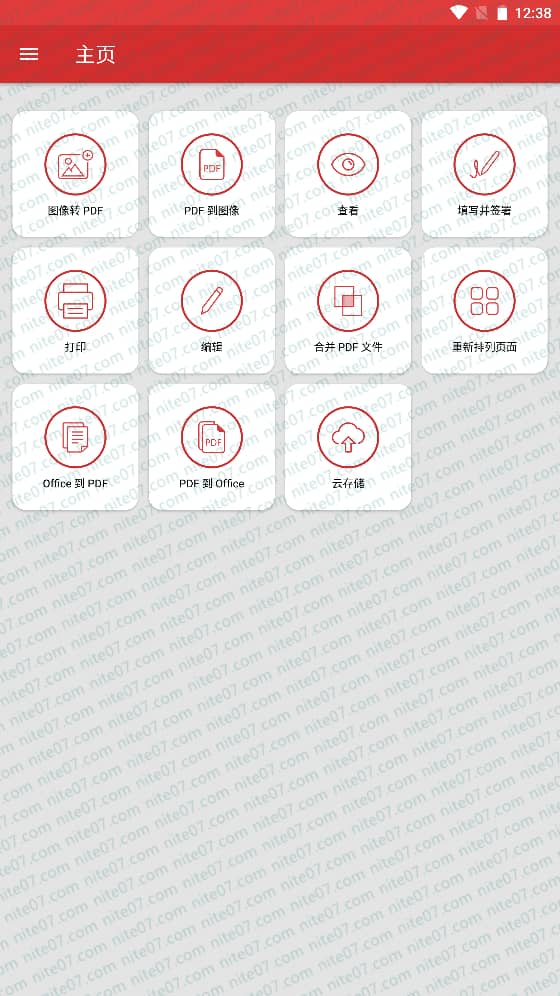 12:38
主页
图像转 PDF
PDF
PDF 到图像
查看
填写并签署
打印
编辑
合并 PDF 文件
重新排列页面
Office 到 PDF
PDF
PDF 到 Office
云存储
nite07.com